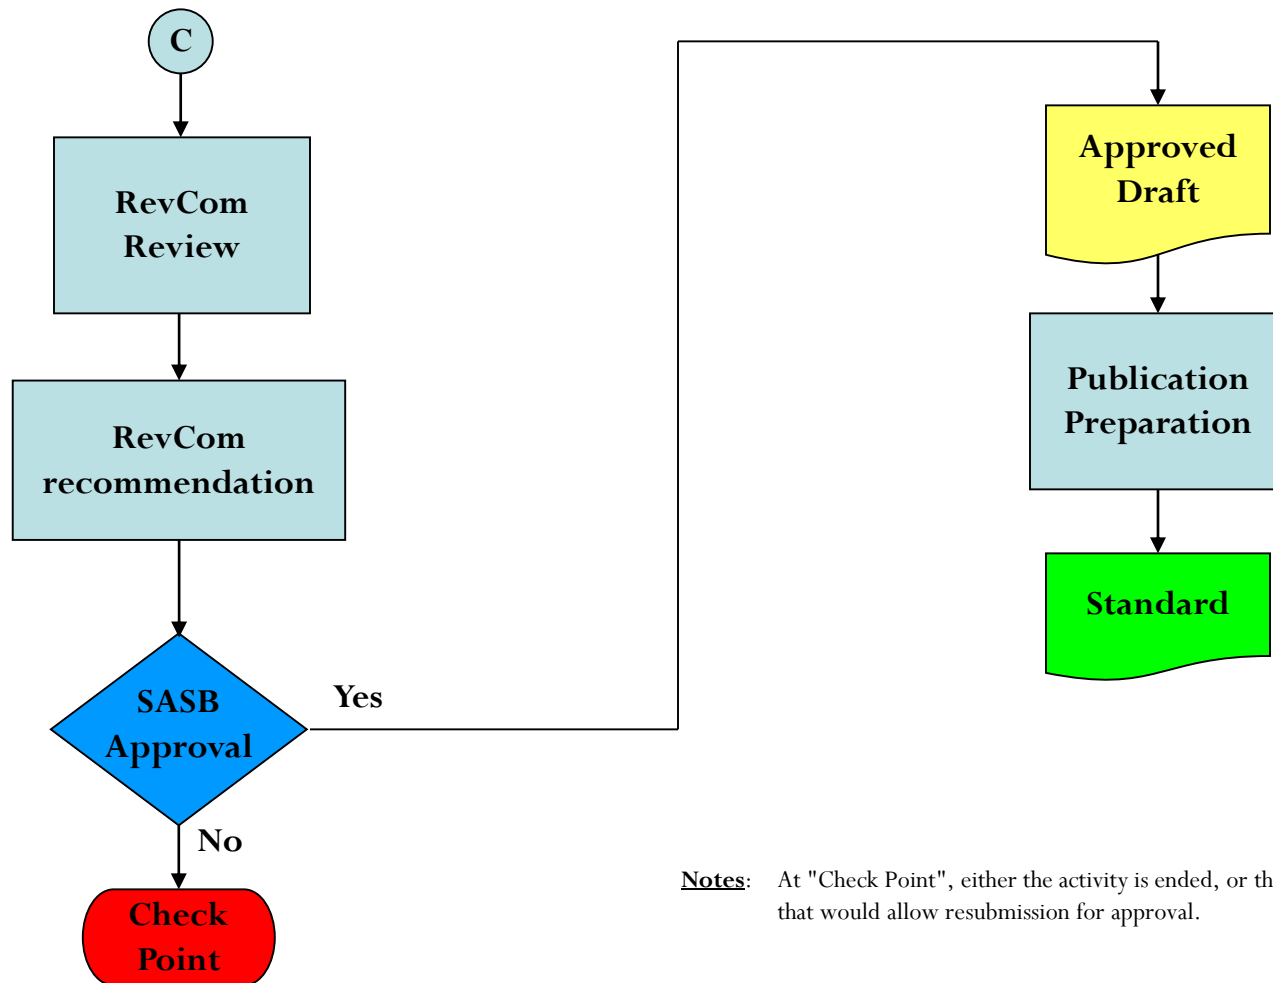 C
RevCom
Review
RevCom
recommendation
SASB
Approval
Yes
No
Check
Point
Approved
Draft
Publication
Preparation
Standard
Notes: At "Check Point", either the activity is ended, or
that would allow resubmission for approval.